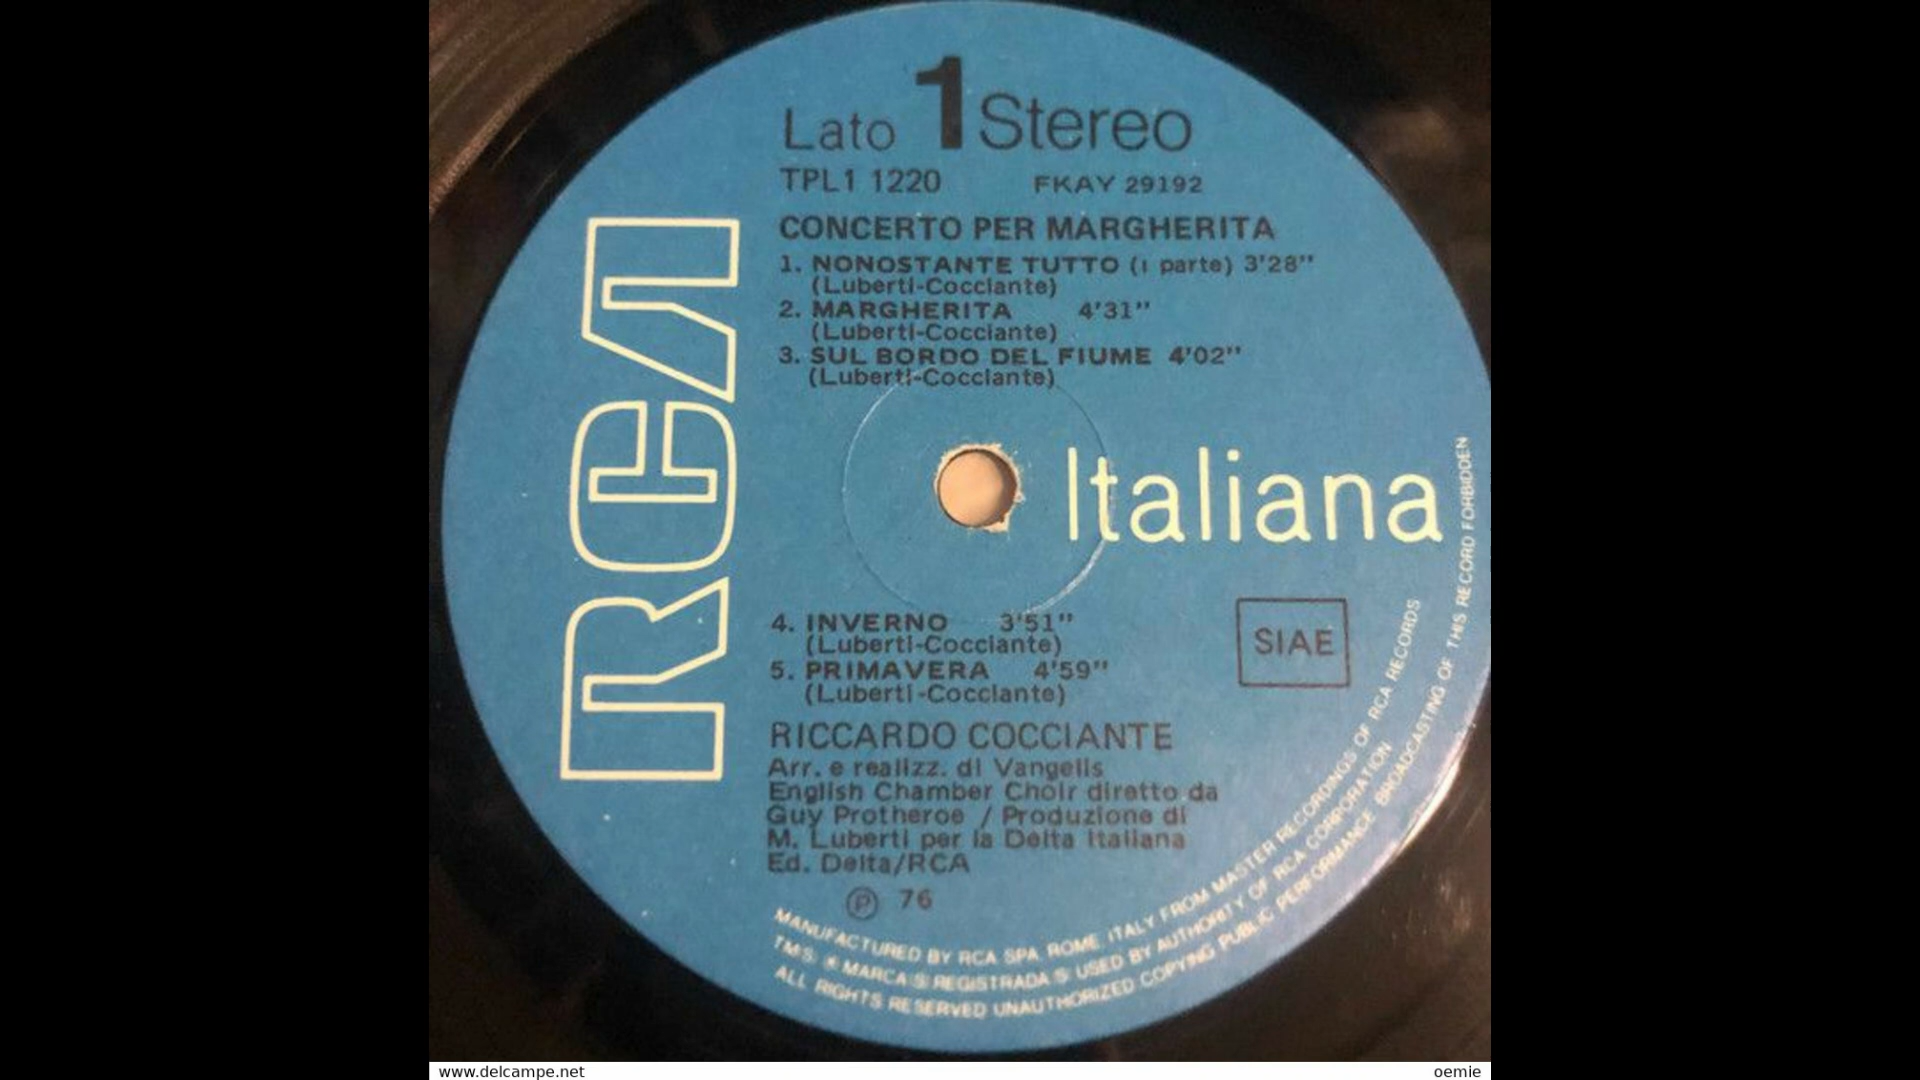 Lato 1 Stereo
TPL1 1220 FKAY 29192
CONCERTO PER MARGHERITA
1. NONOSTANTE TUTTO (1 parte) 3'28"
(Luberti-Cocciante)
2. MARGHERITA 4'31"
(Luberti-Cocciante)
3. SUL BORDO DEL FIUME 4'02"
(Luberti-Cocciante)
RCA
Italiana
4. INVERNO 3'51"
(Luberti-Cocciante)
5. PRIMAVERA 4'59"
(Luberti-Cocciante)
SIAE
RICCARDO COCCIANTE
Arr. e realizz. di Vangelis
English Chamber Choir diretto da
Guy Protheroe / Produzione di
M. Luberti per la Delta Italiana
Ed. Delta/RCA
℗ 76
MANUFACTURED BY RCA SPA ROME ITALY FROM MASTER RECORDINGS OF RCA RECORDS
TMS ® MARCA S REGISTRADA S USED BY AUTHORITY OF RCA CORPORATION
ALL RIGHTS RESERVED UNAUTHORIZED COPYING PUBLIC PERFORMANCE BROADCASTING OF THIS RECORD FORBIDDEN
www.delcampe.net
oemie